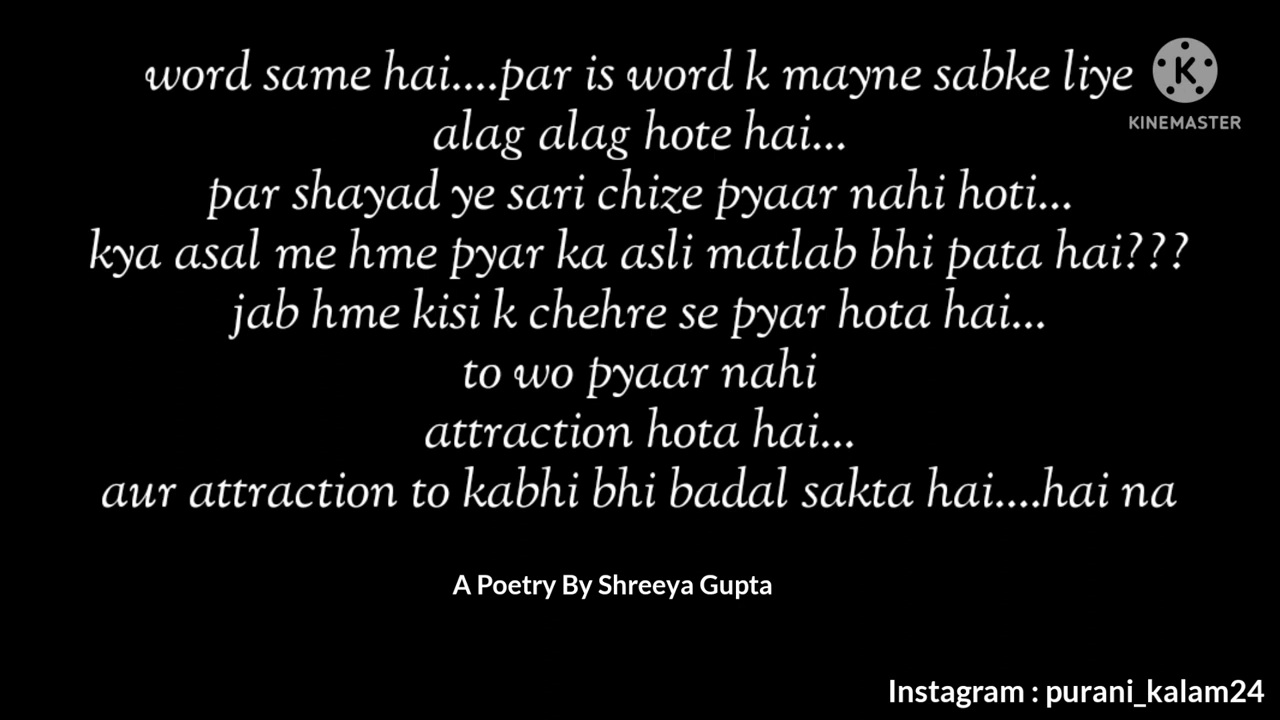 word same hai....par is word k mayne sabke liye
alag alag hote hai...
par shayad ye sari chize pyaar nahi hoti...
kya asal me hme pyar ka asli matlab bhi pata hai???
jab hme kisi k chehre se pyar hota hai...
to wo pyaar nahi
attraction hota hai...
aur attraction to kabhi bhi badal sakta hai....hai na
K
KINEMASTER
A Poetry By Shreeya Gupta
Instagram : purani_kalam24